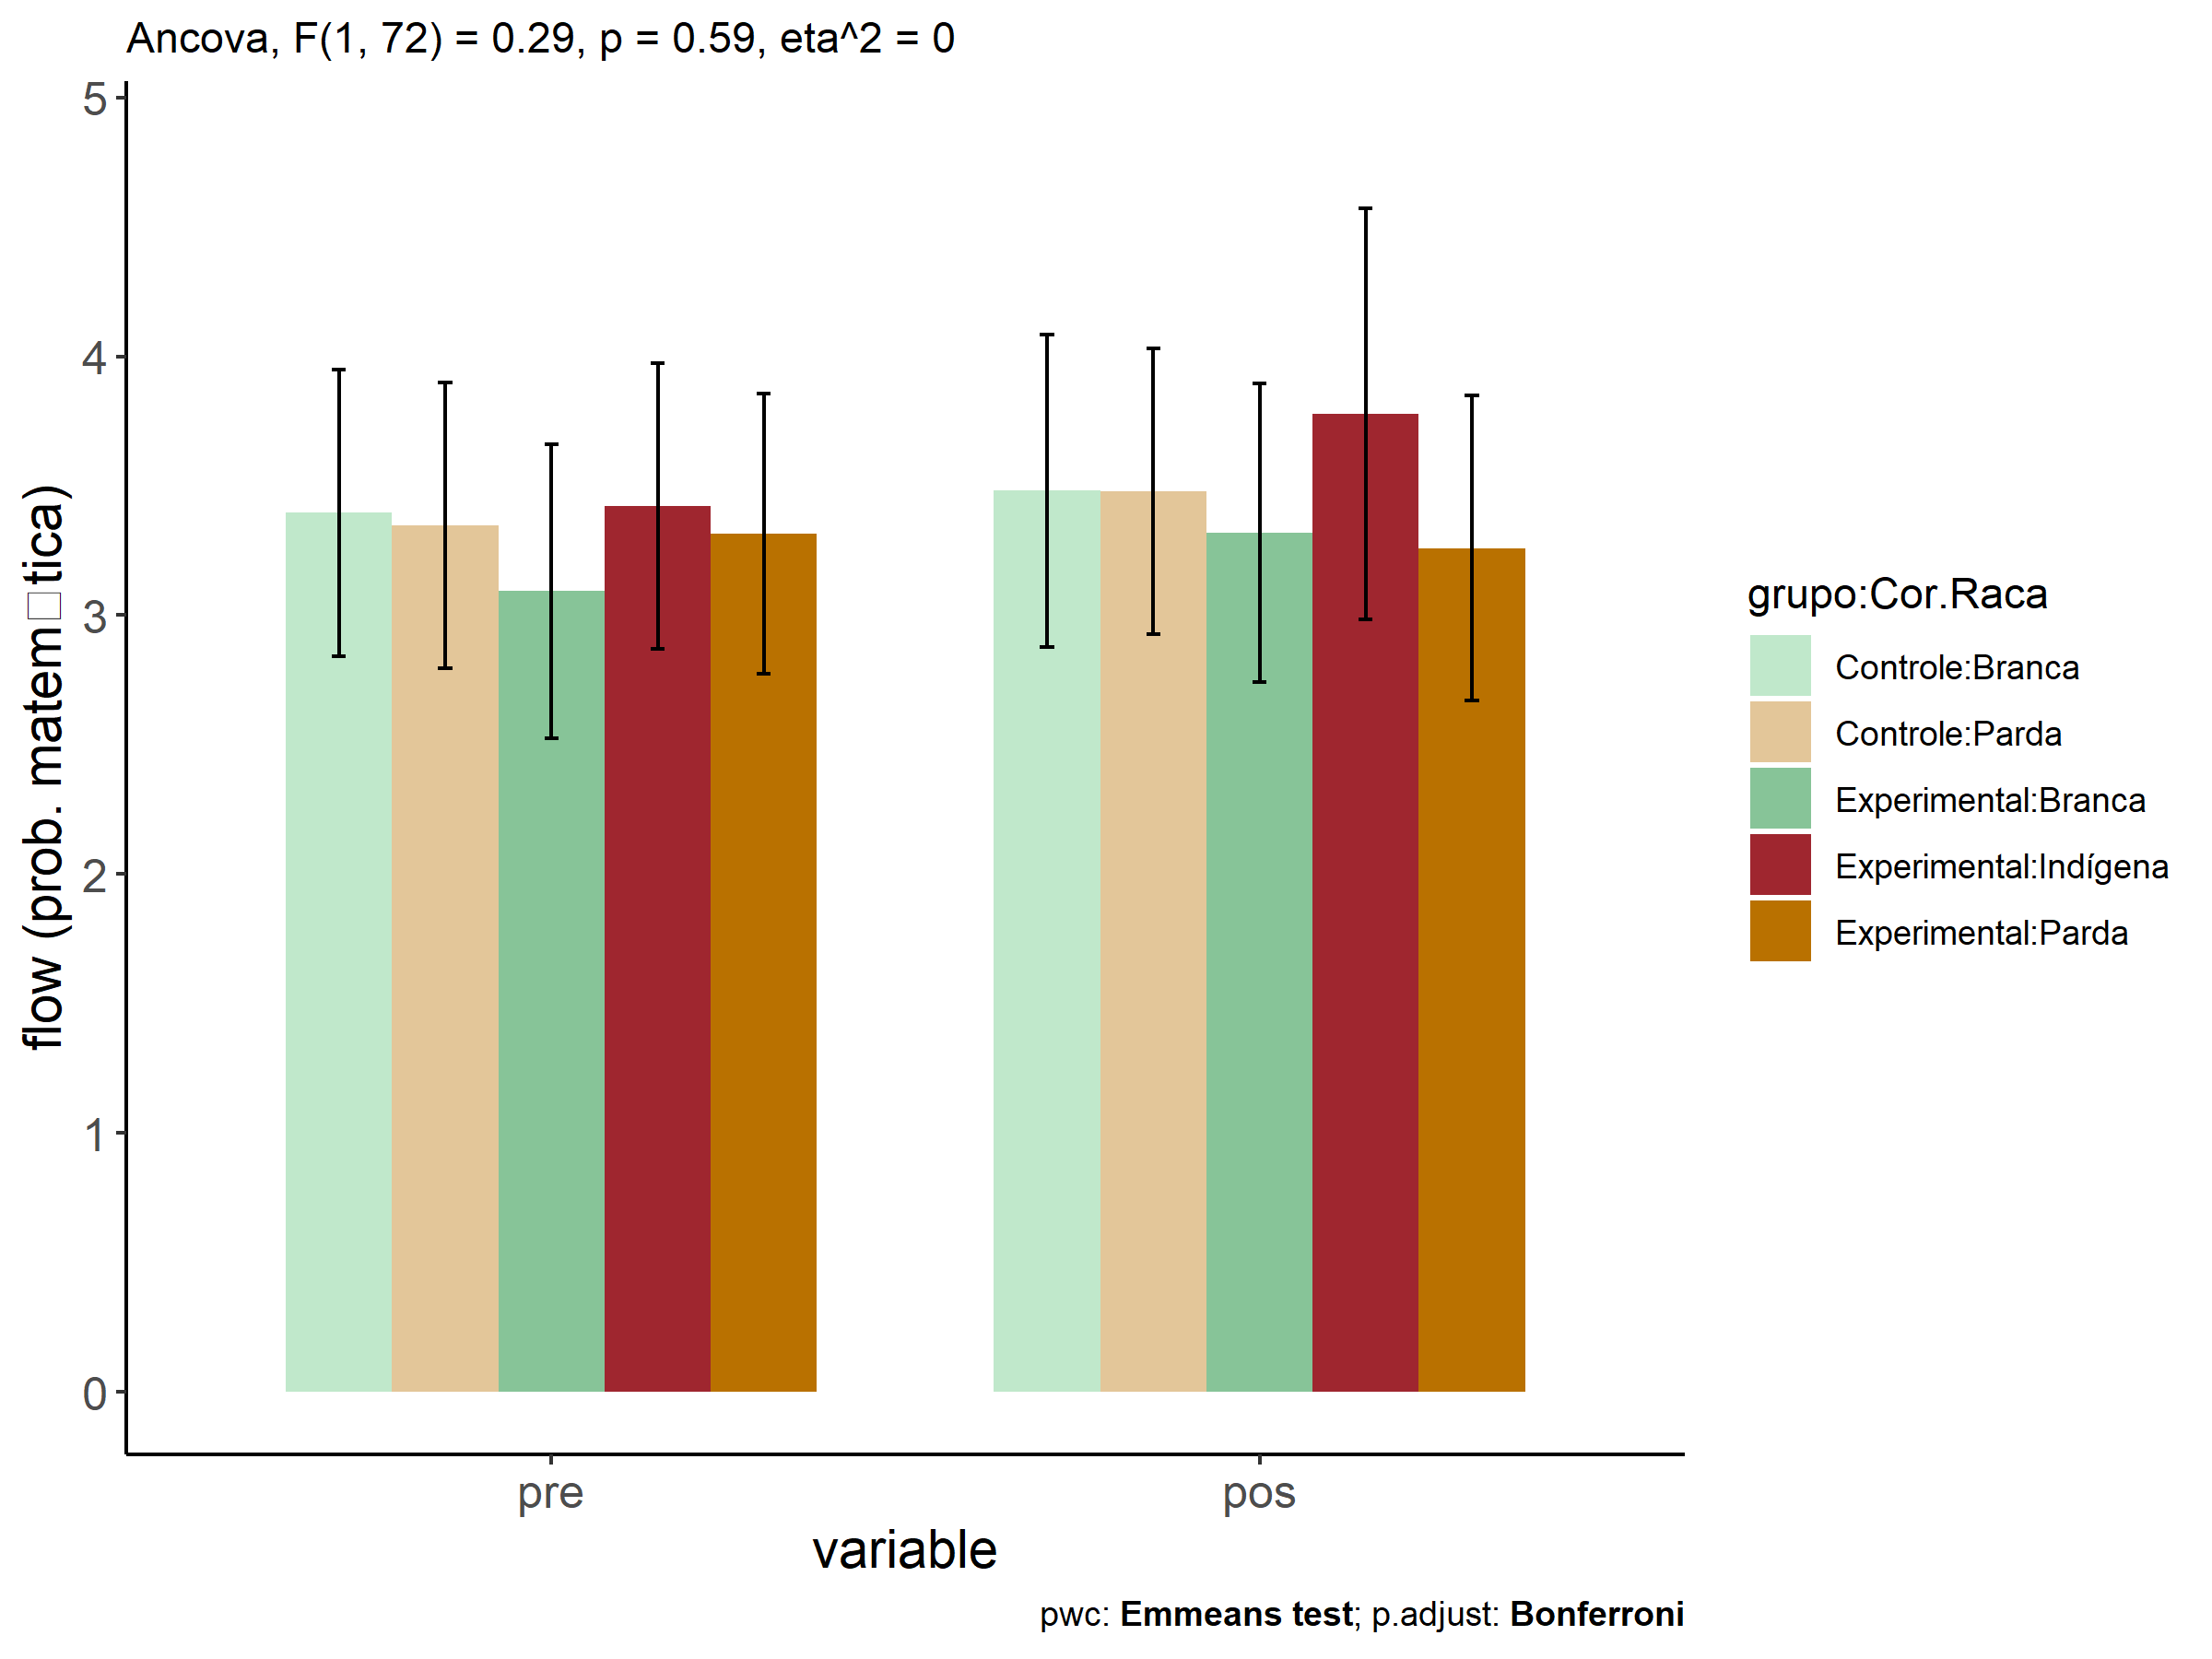 Ancova, F(1, 72) = 0.29, p = 0.59, eta^2 = 0
flow (prob. matem□tica)
5
4
3
2
1
0
pre
pos
variable
grupo:Cor.Raca
Controle:Branca
Controle:Parda
Experimental:Branca
Experimental:Indígena
Experimental:Parda
pwc: Emmeans test; p.adjust: Bonferroni